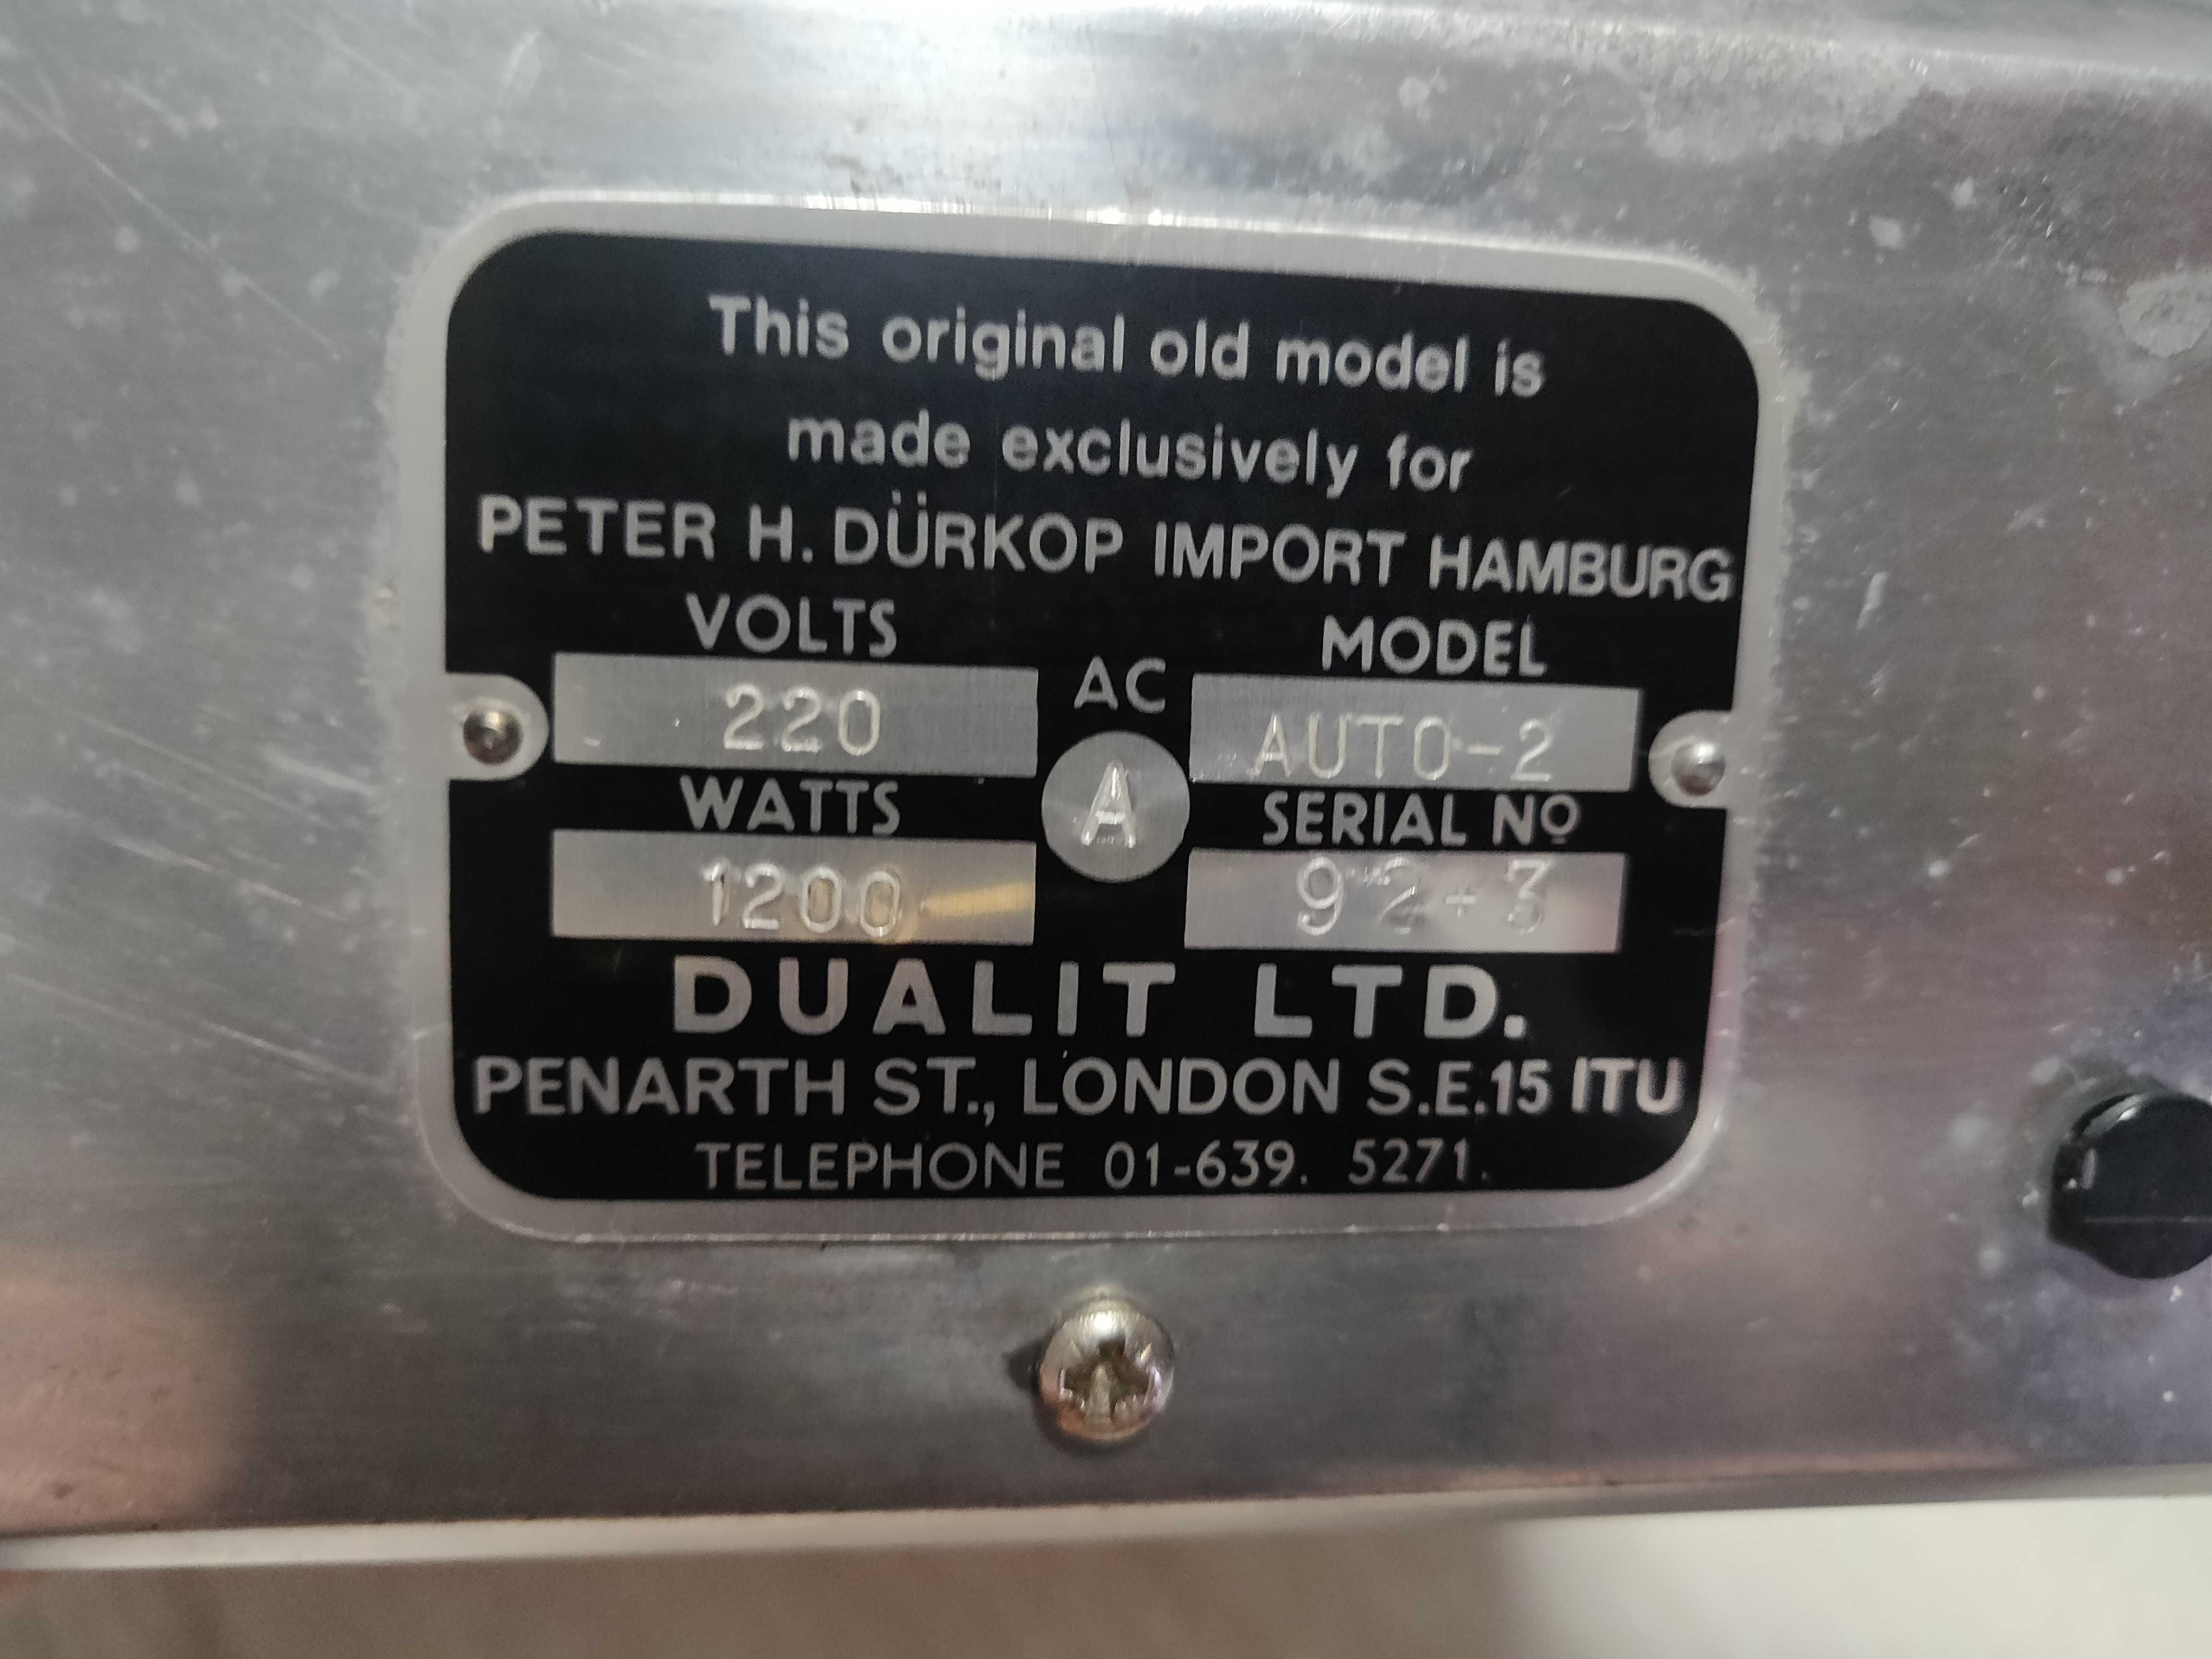 This original old model is
made exclusively for
PETER H. DÜRKOP IMPORT HAMBURG
VOLTS AC MODEL
220 AUTO-2
A
WATTS SERIAL Nº
1200
DUALIT LTD.
PENARTH ST., LONDON S.E.15 ITU
TELEPHONE 01-639. 5271.